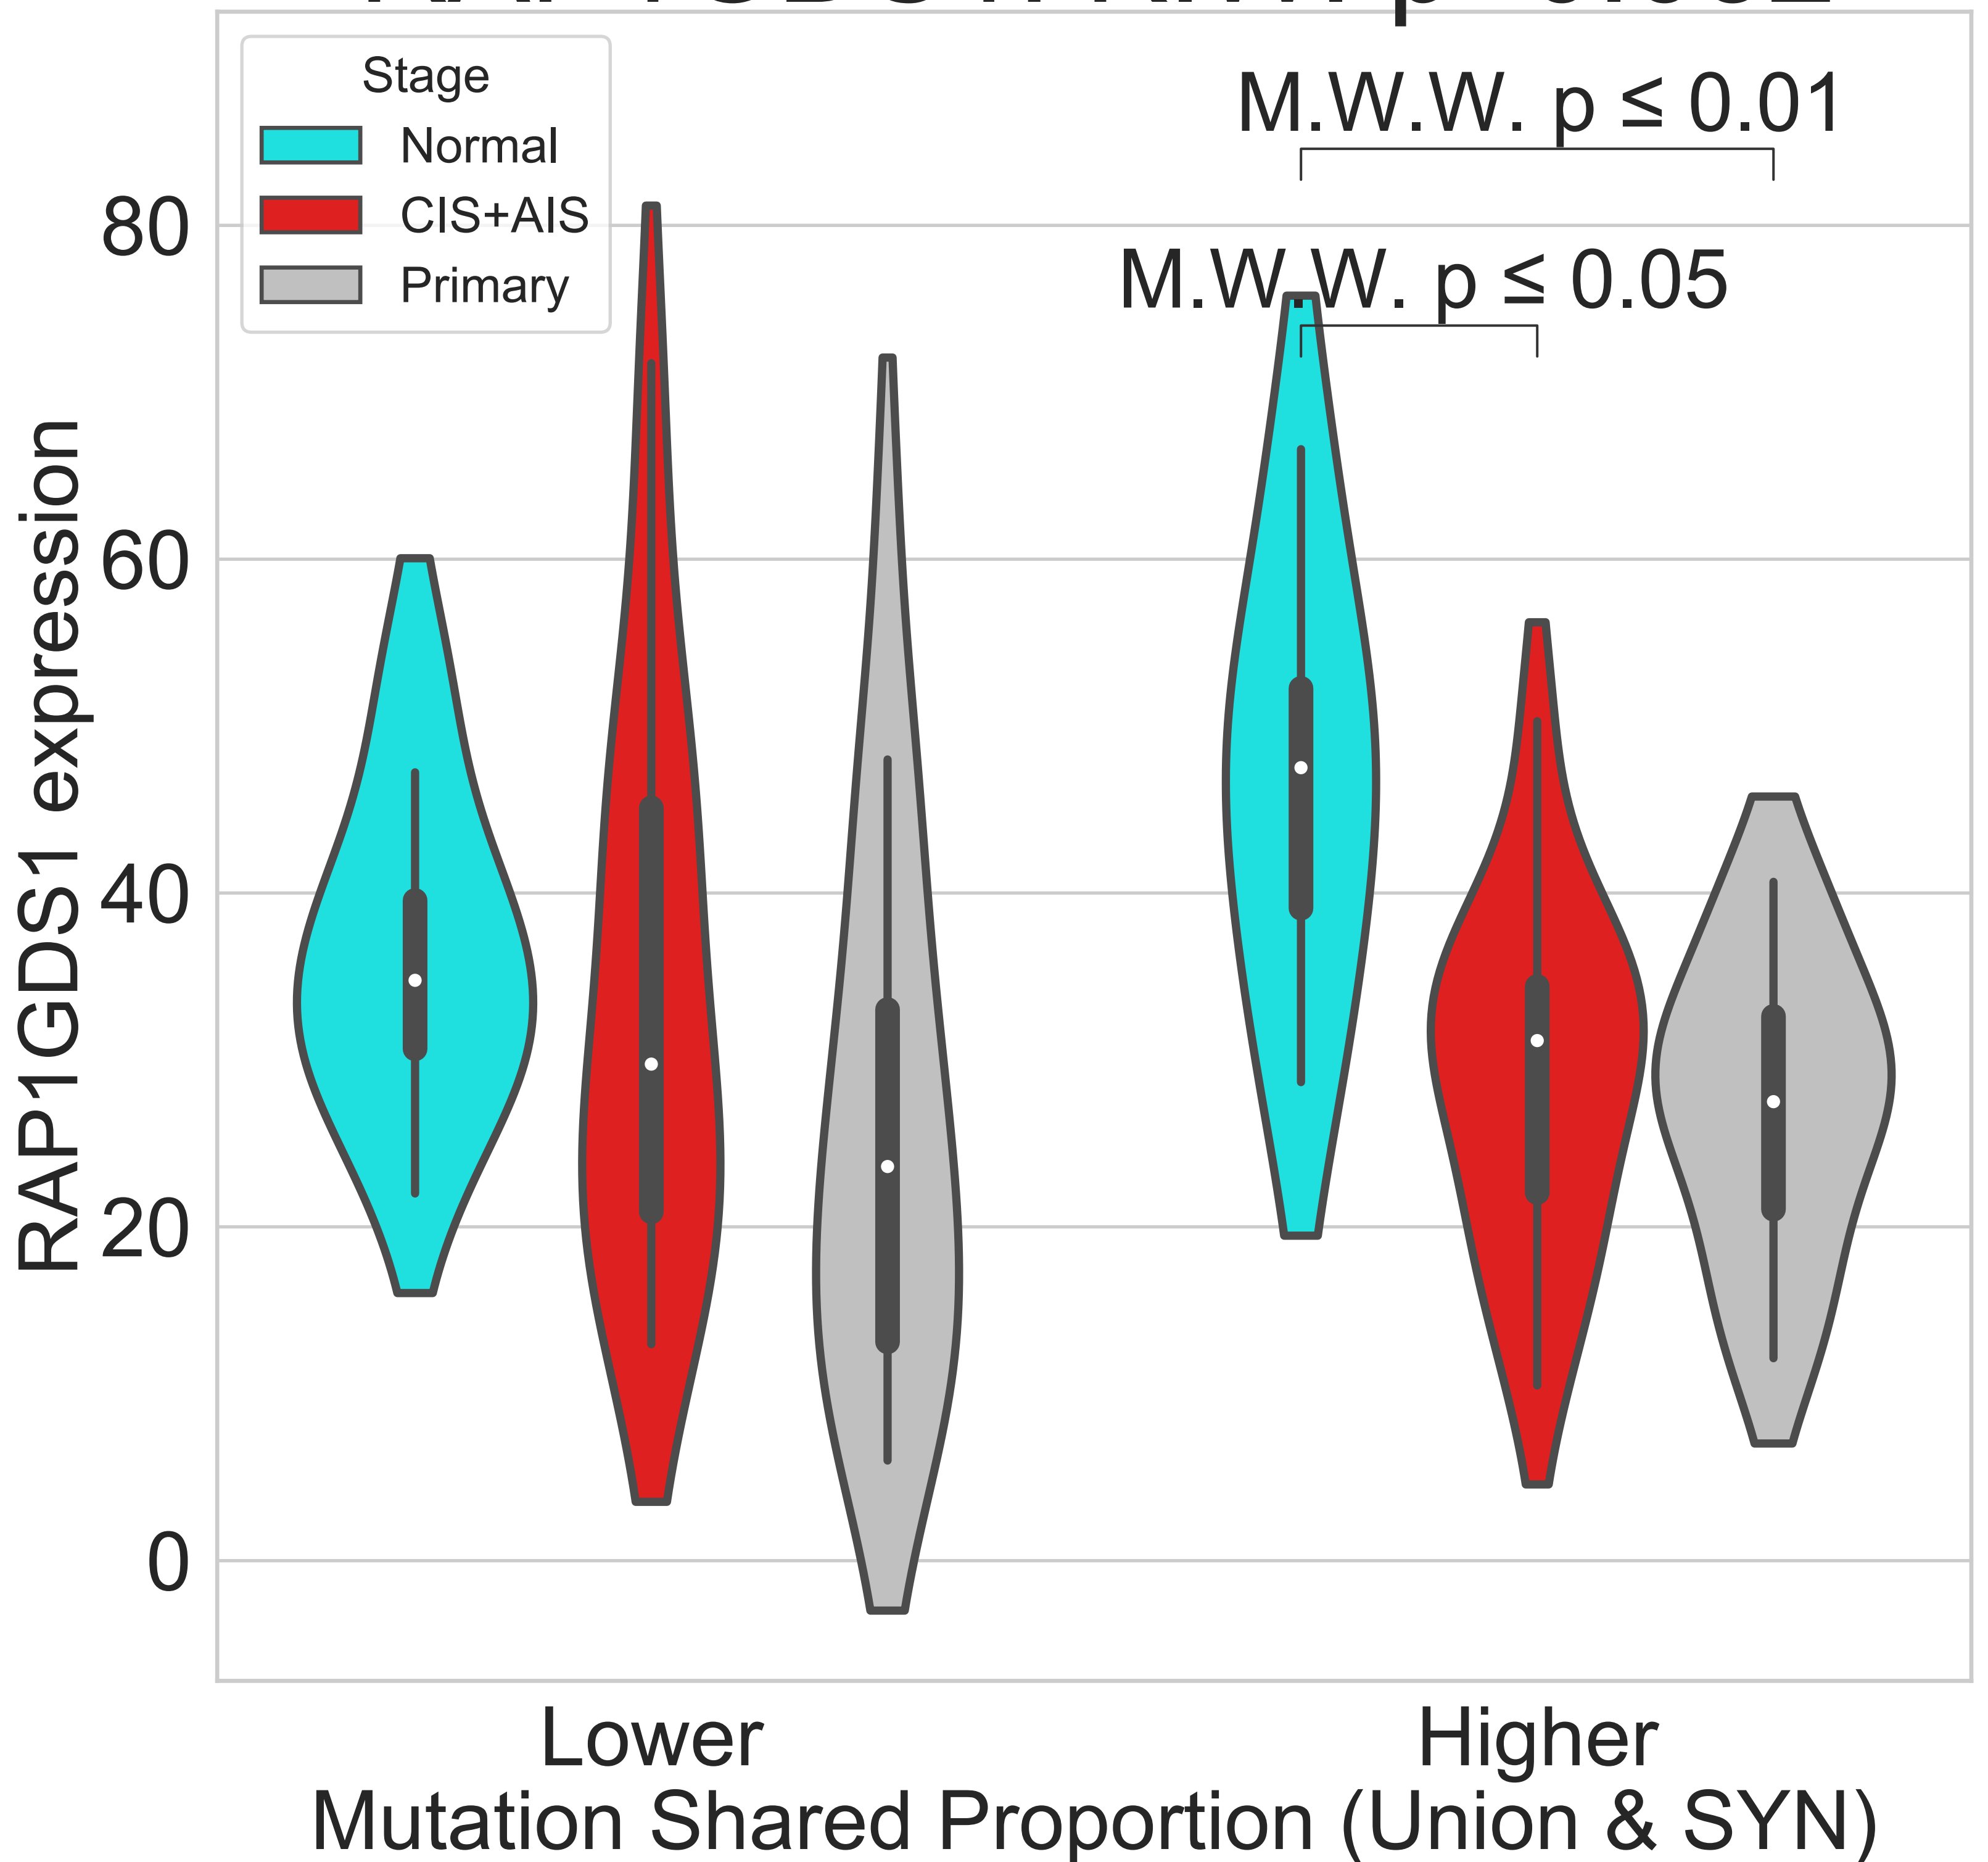 Stage
Normal
CIS+AIS
Primary
M.W.W. p ≤ 0.01
M.W.W. p ≤ 0.05
80
60
40
20
0
RAP1GDS1 expression
Lower
Higher
Mutation Shared Proportion (Union & SYN)